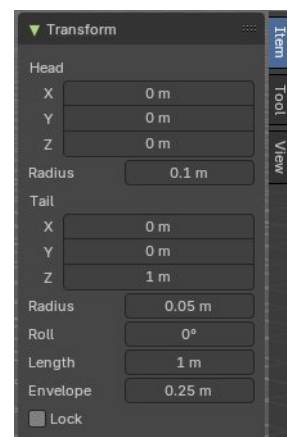 Transform
Item
Head
X 0 m
Y 0 m
Z 0 m
Tool
Radius 0.1 m
View
Tail
X 0 m
Y 0 m
Z 1 m
Radius 0.05 m
Roll 0°
Length 1 m
Envelope 0.25 m
Lock